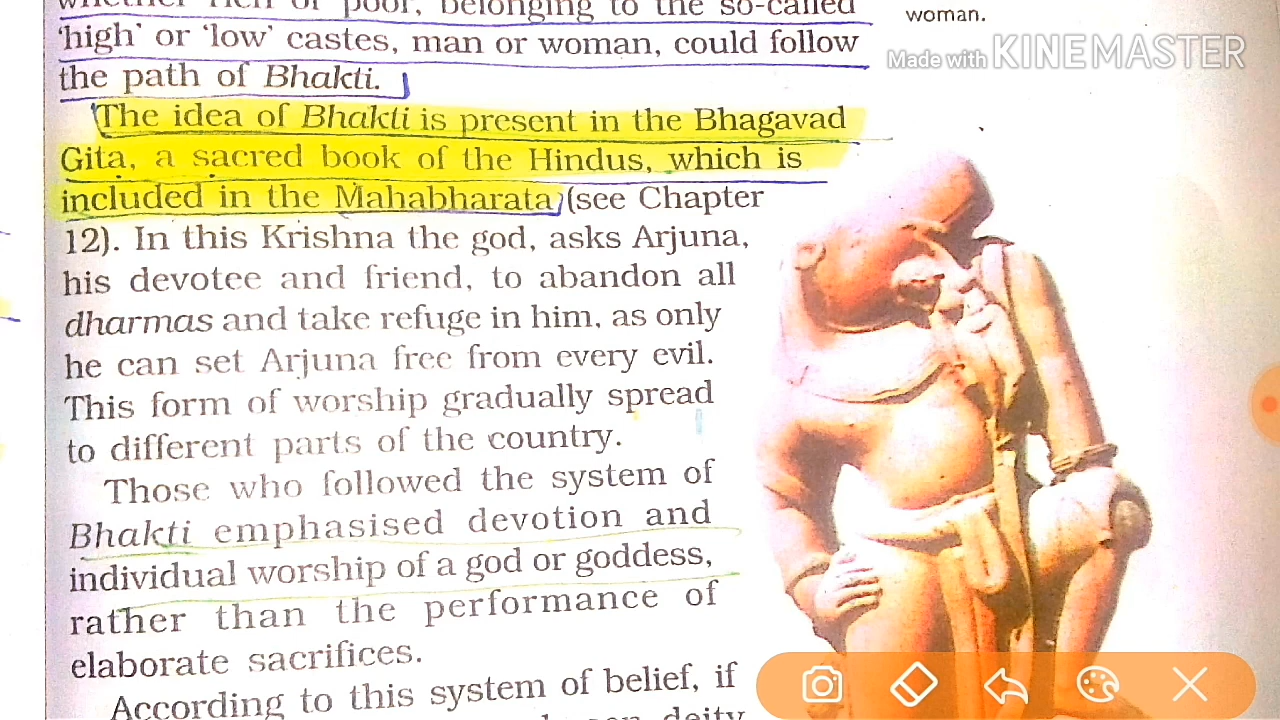 whether rich or poor, belonging to the so-called
'high' or 'low' castes, man or woman, could follow
the path of Bhakti.
The idea of Bhakti is present in the Bhagavad
Gita, a sacred book of the Hindus, which is
included in the Mahabharata (see Chapter
12). In this Krishna the god, asks Arjuna,
his devotee and friend, to abandon all
dharmas and take refuge in him, as only
he can set Arjuna free from every evil.
This form of worship gradually spread
to different parts of the country.
Those who followed the system of
Bhakti emphasised devotion and
individual worship of a god or goddess,
rather than the performance of
elaborate sacrifices.
According to this system of belief, if
deity
woman.
Made with KINEMASTER